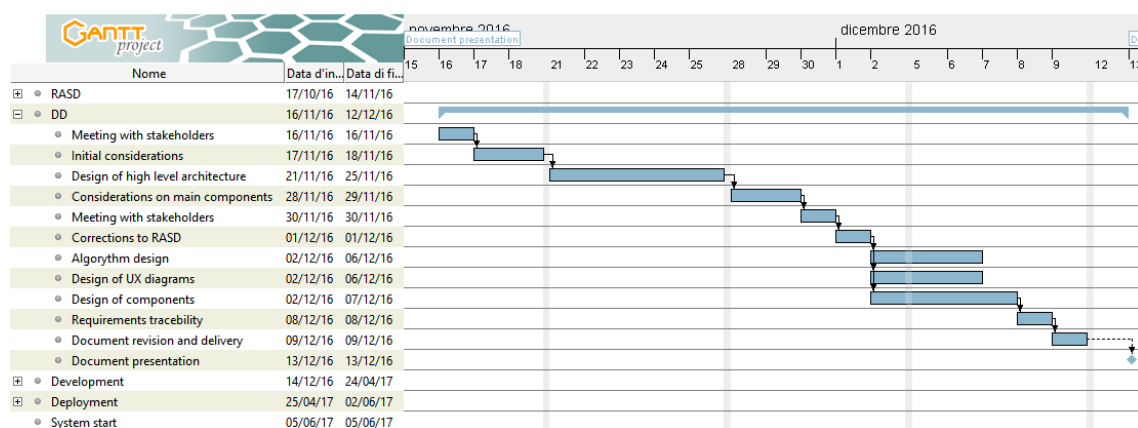 GANTT
project
novembre 2016
dicembre 2016
Document presentation
D
15 16 17 18 21 22 23 24 25 28 29 30 1 2 5 6 7 8 9 12 13
Nome Data d'in... Data di fi...
RASD 17/10/16 14/11/16
DD 16/11/16 12/12/16
Meeting with stakeholders 16/11/16 16/11/16
Initial considerations 17/11/16 18/11/16
Design of high level architecture 21/11/16 25/11/16
Considerations on main components 28/11/16 29/11/16
Meeting with stakeholders 30/11/16 30/11/16
Corrections to RASD 01/12/16 01/12/16
Algorythm design 02/12/16 06/12/16
Design of UX diagrams 02/12/16 06/12/16
Design of components 02/12/16 07/12/16
Requirements tracebility 08/12/16 08/12/16
Document revision and delivery 09/12/16 09/12/16
Document presentation 13/12/16 13/12/16
Development 14/12/16 24/04/17
Deployment 25/04/17 02/06/17
System start 05/06/17 05/06/17